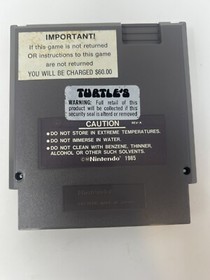 IMPORTANT!
If this game is not returned
OR instructions to this game
are not returned
YOU WILL BE CHARGED $60.00
TURTLE'S
WARNING: Full retail of this
product will be collected if this
security seal is altered or removed
CAUTION
REV-A
●DO NOT STORE IN EXTREME TEMPERATURES.
●DO NOT IMMERSE IN WATER.
●DO NOT CLEAN WITH BENZENE, THINNER,
ALCOHOL OR OTHER SUCH SOLVENTS.
©Nintendo 1985